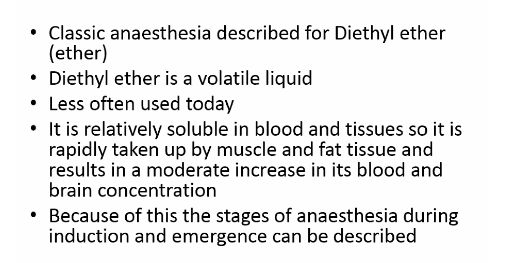 • Classic anaesthesia described for Diethyl ether
(ether)
• Diethyl ether is a volatile liquid
• Less often used today
• It is relatively soluble in blood and tissues so it is
rapidly taken up by muscle and fat tissue and
results in a moderate increase in its blood and
brain concentration
• Because of this the stages of anaesthesia during
induction and emergence can be described